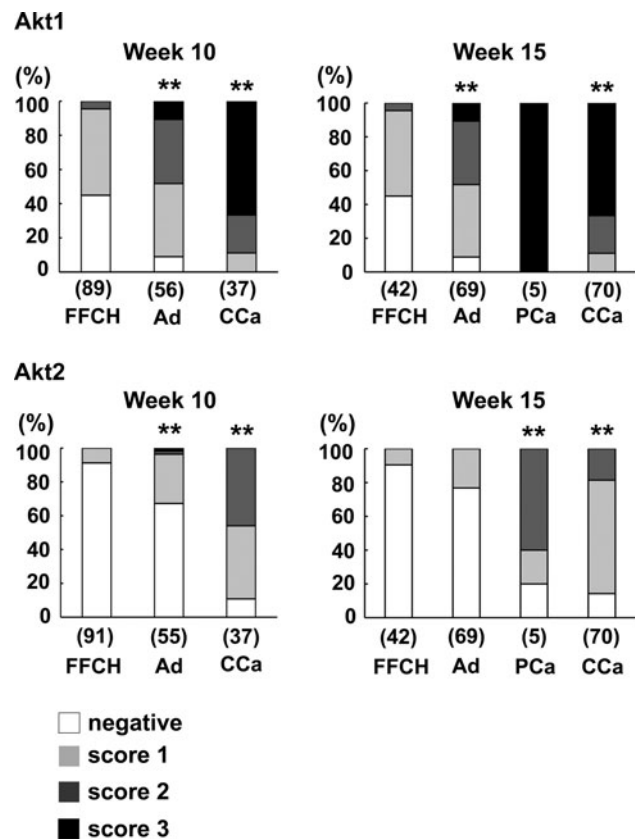 Akt1
Week 10
(%)
** **
100
80
60
40
20
0
(89) (56) (37)
FFCH Ad CCa
Week 15
(%)
** **
100
80
60
40
20
0
(42) (69) (5) (70)
FFCH Ad PCa CCa
Akt2
Week 10
(%)
** **
100
80
60
40
20
0
(91) (55) (37)
FFCH Ad CCa
Week 15
(%)
** **
100
80
60
40
20
0
(42) (69) (5) (70)
FFCH Ad PCa CCa
negative
score 1
score 2
score 3